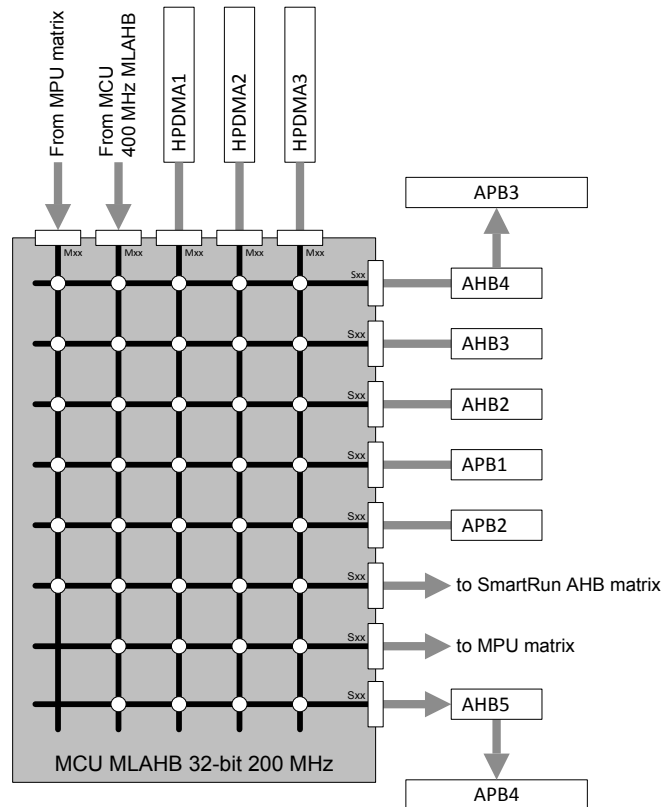 From MPU matrix
From MCU
400 MHz MLAHB
HPDMA1
HPDMA2
HPDMA3
APB3
Mxx
Mxx
Mxx
Mxx
Mxx
Sxx
AHB4
Sxx
AHB3
Sxx
AHB2
Sxx
APB1
Sxx
APB2
Sxx
to SmartRun AHB matrix
Sxx
to MPU matrix
Sxx
AHB5
MCU MLAHB 32-bit 200 MHz
APB4